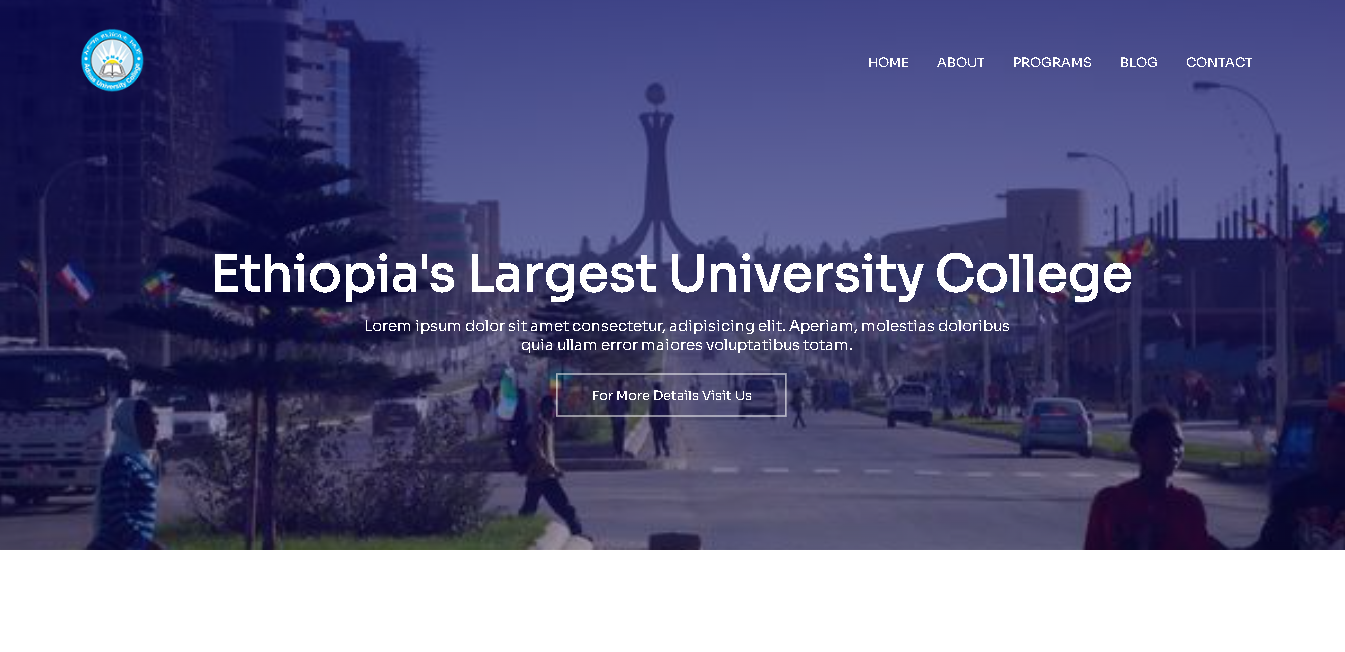 HOME ABOUT PROGRAMS BLOG CONTACT
Ethiopia's Largest University College
Lorem ipsum dolor sit amet consectetur, adipisicing elit. Aperiam, molestias doloribus
quia ullam error maiores voluptatibus totam.
For More Details Visit Us